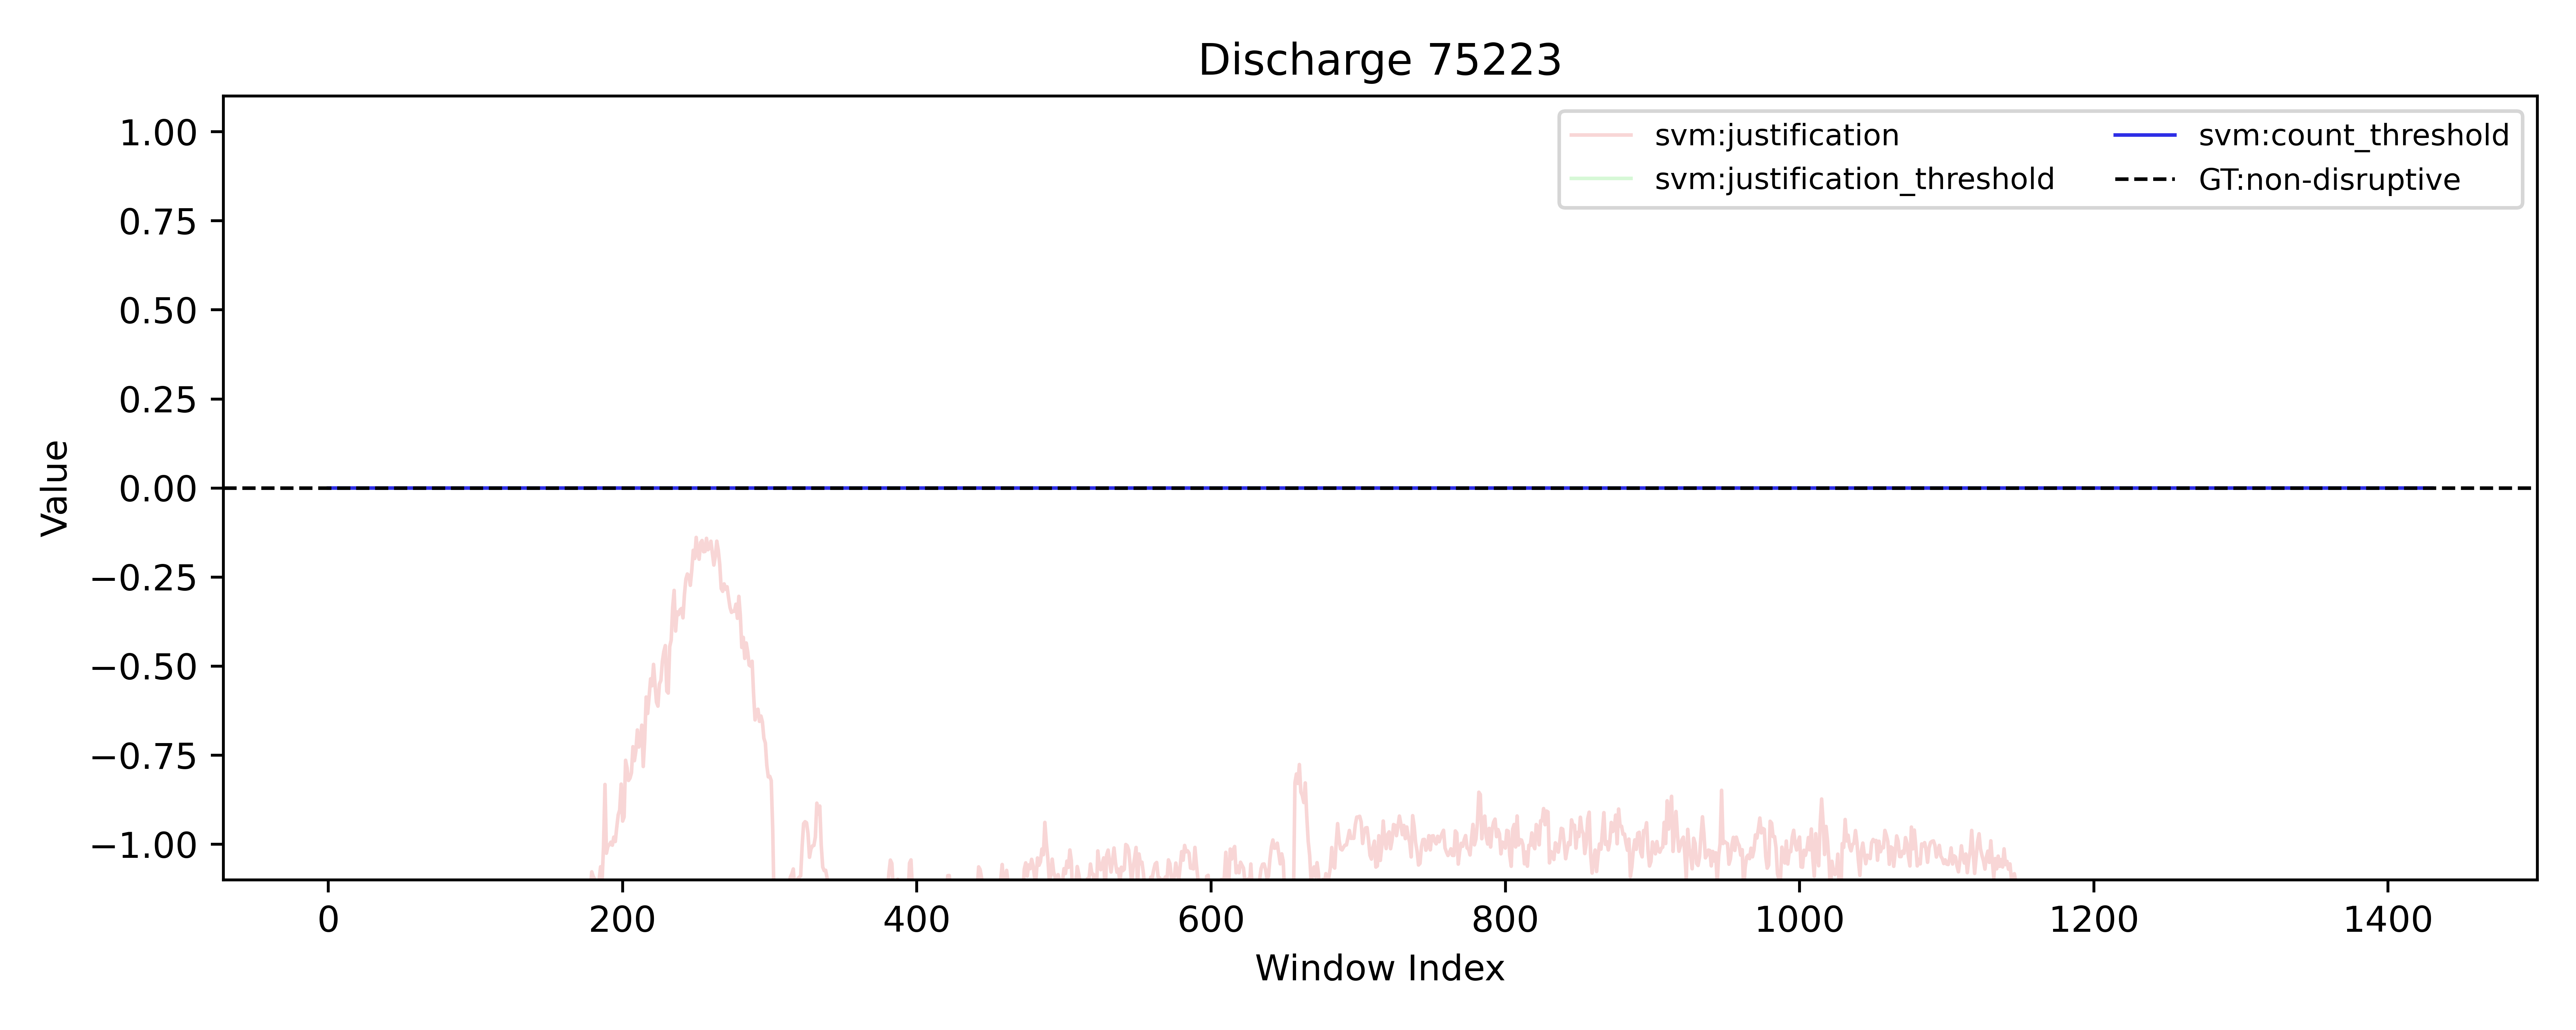 Discharge 75223
svm:justification
svm:justification_threshold
svm:count_threshold
GT:non-disruptive
1.00
0.75
0.50
0.25
0.00
−0.25
−0.50
−0.75
−1.00
Value
0 200 400 600 800 1000 1200 1400
Window Index